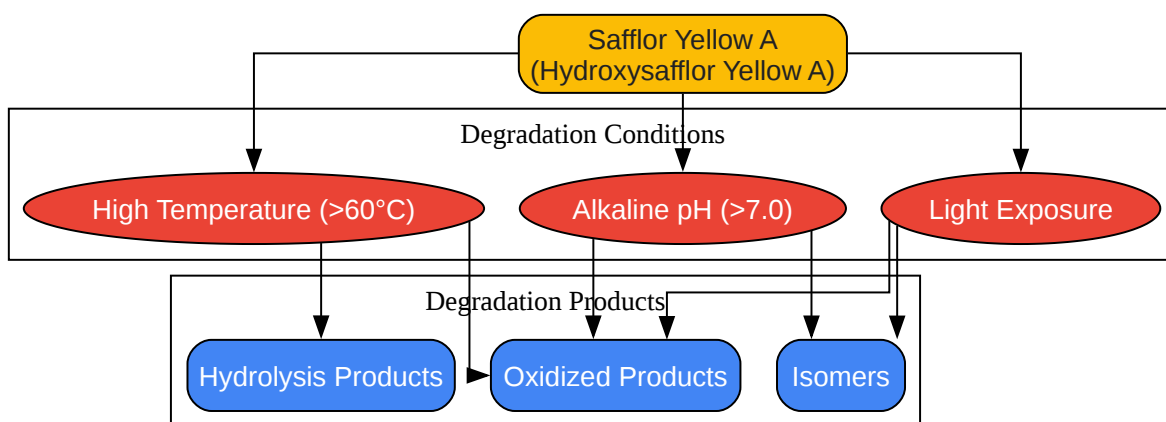 Safflor Yellow A
(Hydroxysafflor Yellow A)
Degradation Conditions
High Temperature (>60°C)
Alkaline pH (>7.0)
Light Exposure
Degradation Products
Hydrolysis Products
Oxidized Products
Isomers